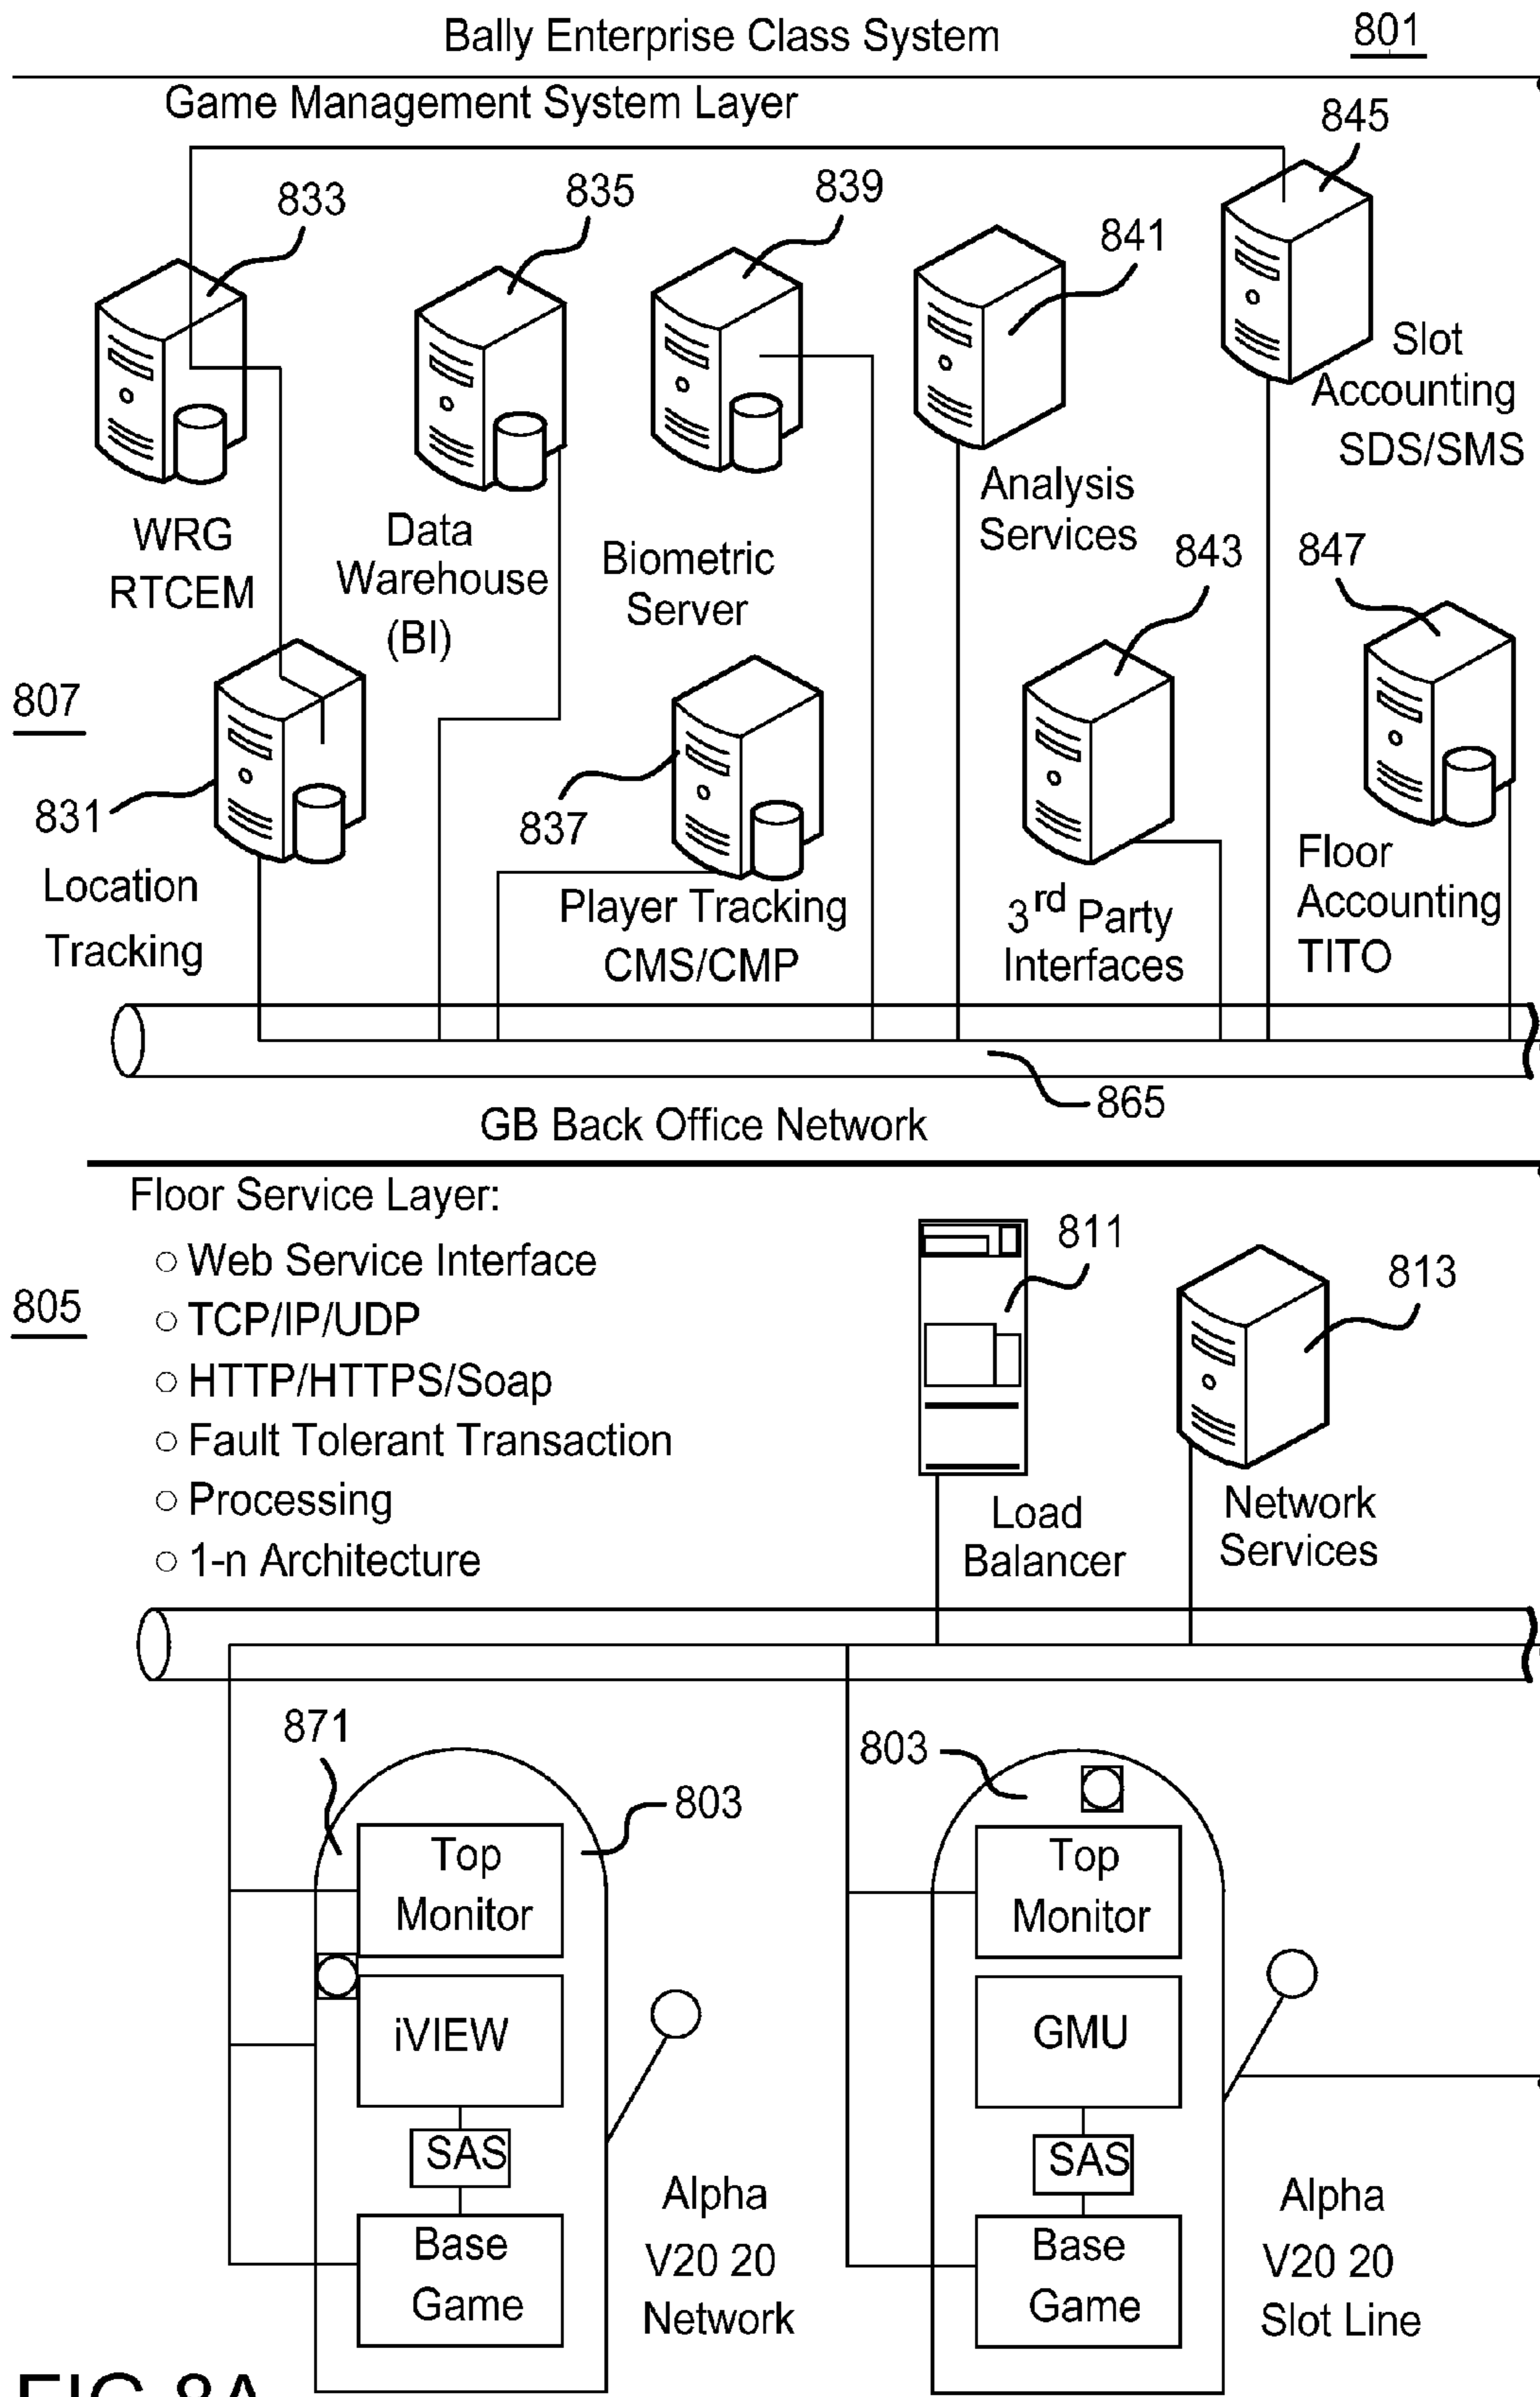 Bally Enterprise Class System
801
Game Management System Layer
845
833
835
839
841
Slot
Accounting
SDS/SMS
WRG
RTCEM
Data
Warehouse
(BI)
Biometric
Server
Analysis
Services
843
847
807
831
Location
Tracking
837
Player Tracking
CMS/CMP
3rd Party
Interfaces
Floor
Accounting
TITO
865
GB Back Office Network
Floor Service Layer:
○ Web Service Interface
○ TCP/IP/UDP
○ HTTP/HTTPS/Soap
○ Fault Tolerant Transaction
○ Processing
○ 1-n Architecture
805
811
813
Load
Balancer
Network
Services
871
803
Top
Monitor
iVIEW
SAS
Base
Game
Alpha
V20 20
Network
803
Top
Monitor
GMU
SAS
Base
Game
Alpha
V20 20
Slot Line
FIG 8A